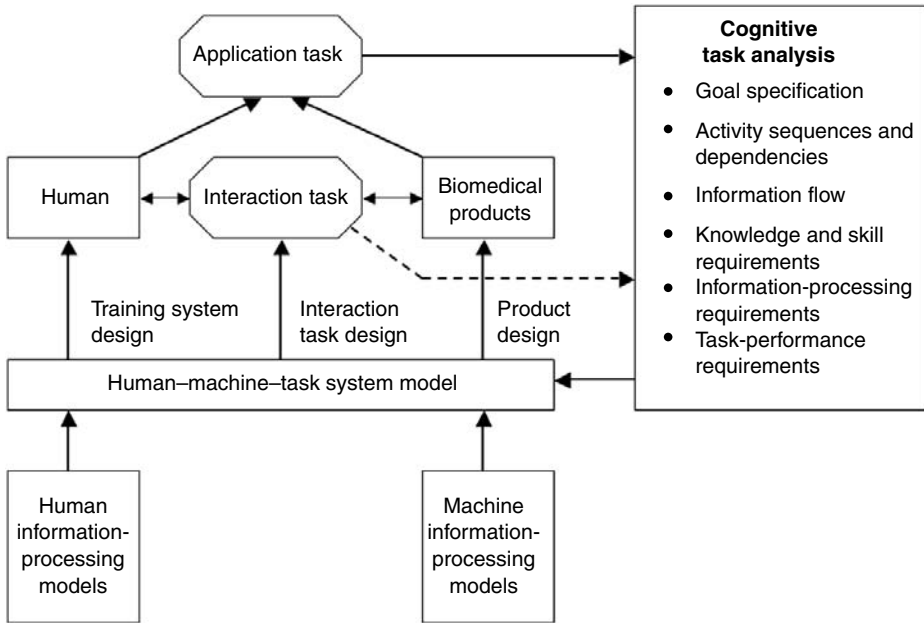 Application task
Human
Interaction task
Biomedical
products
Training system
design
Interaction
task design
Product
design
Human–machine–task system model
Human
information-
processing
models
Machine
information-
processing
models
Cognitive
task analysis
• Goal specification
• Activity sequences and
dependencies
• Information flow
• Knowledge and skill
requirements
• Information-processing
requirements
• Task-performance
requirements